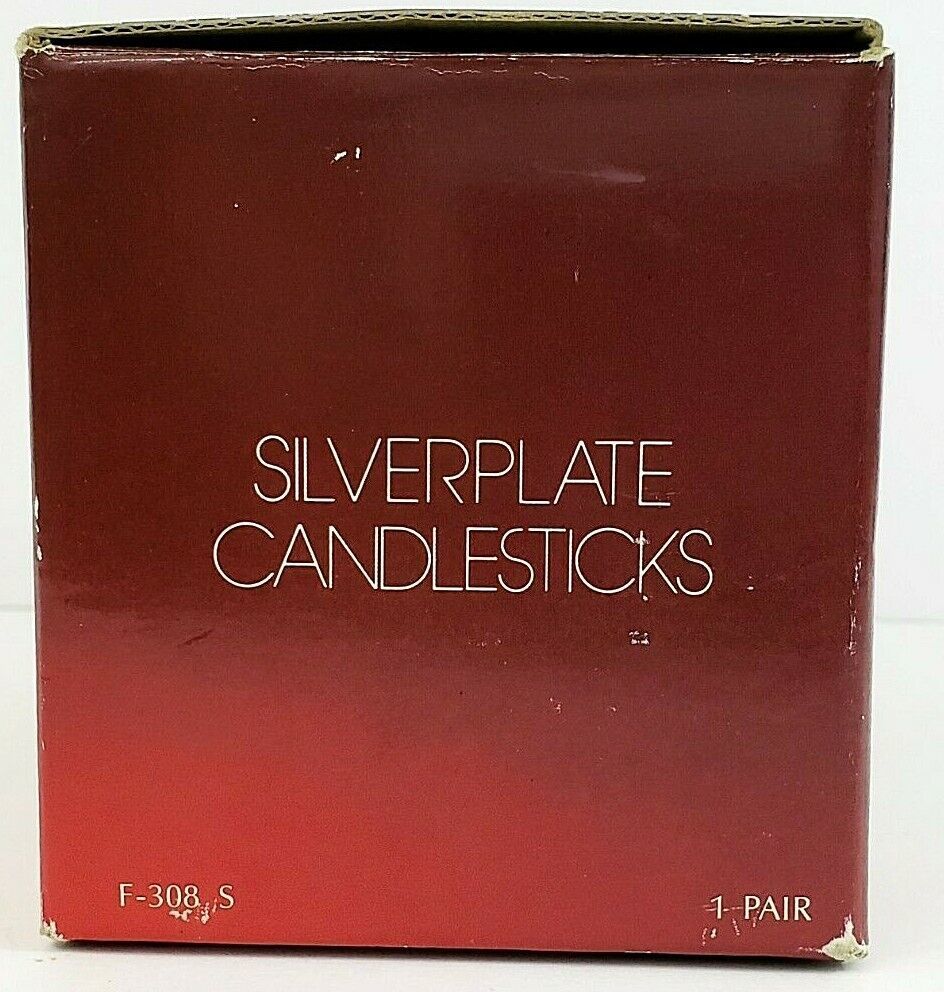 SILVERPLATE
CANDLESTICKS
F-308 S
1 PAIR